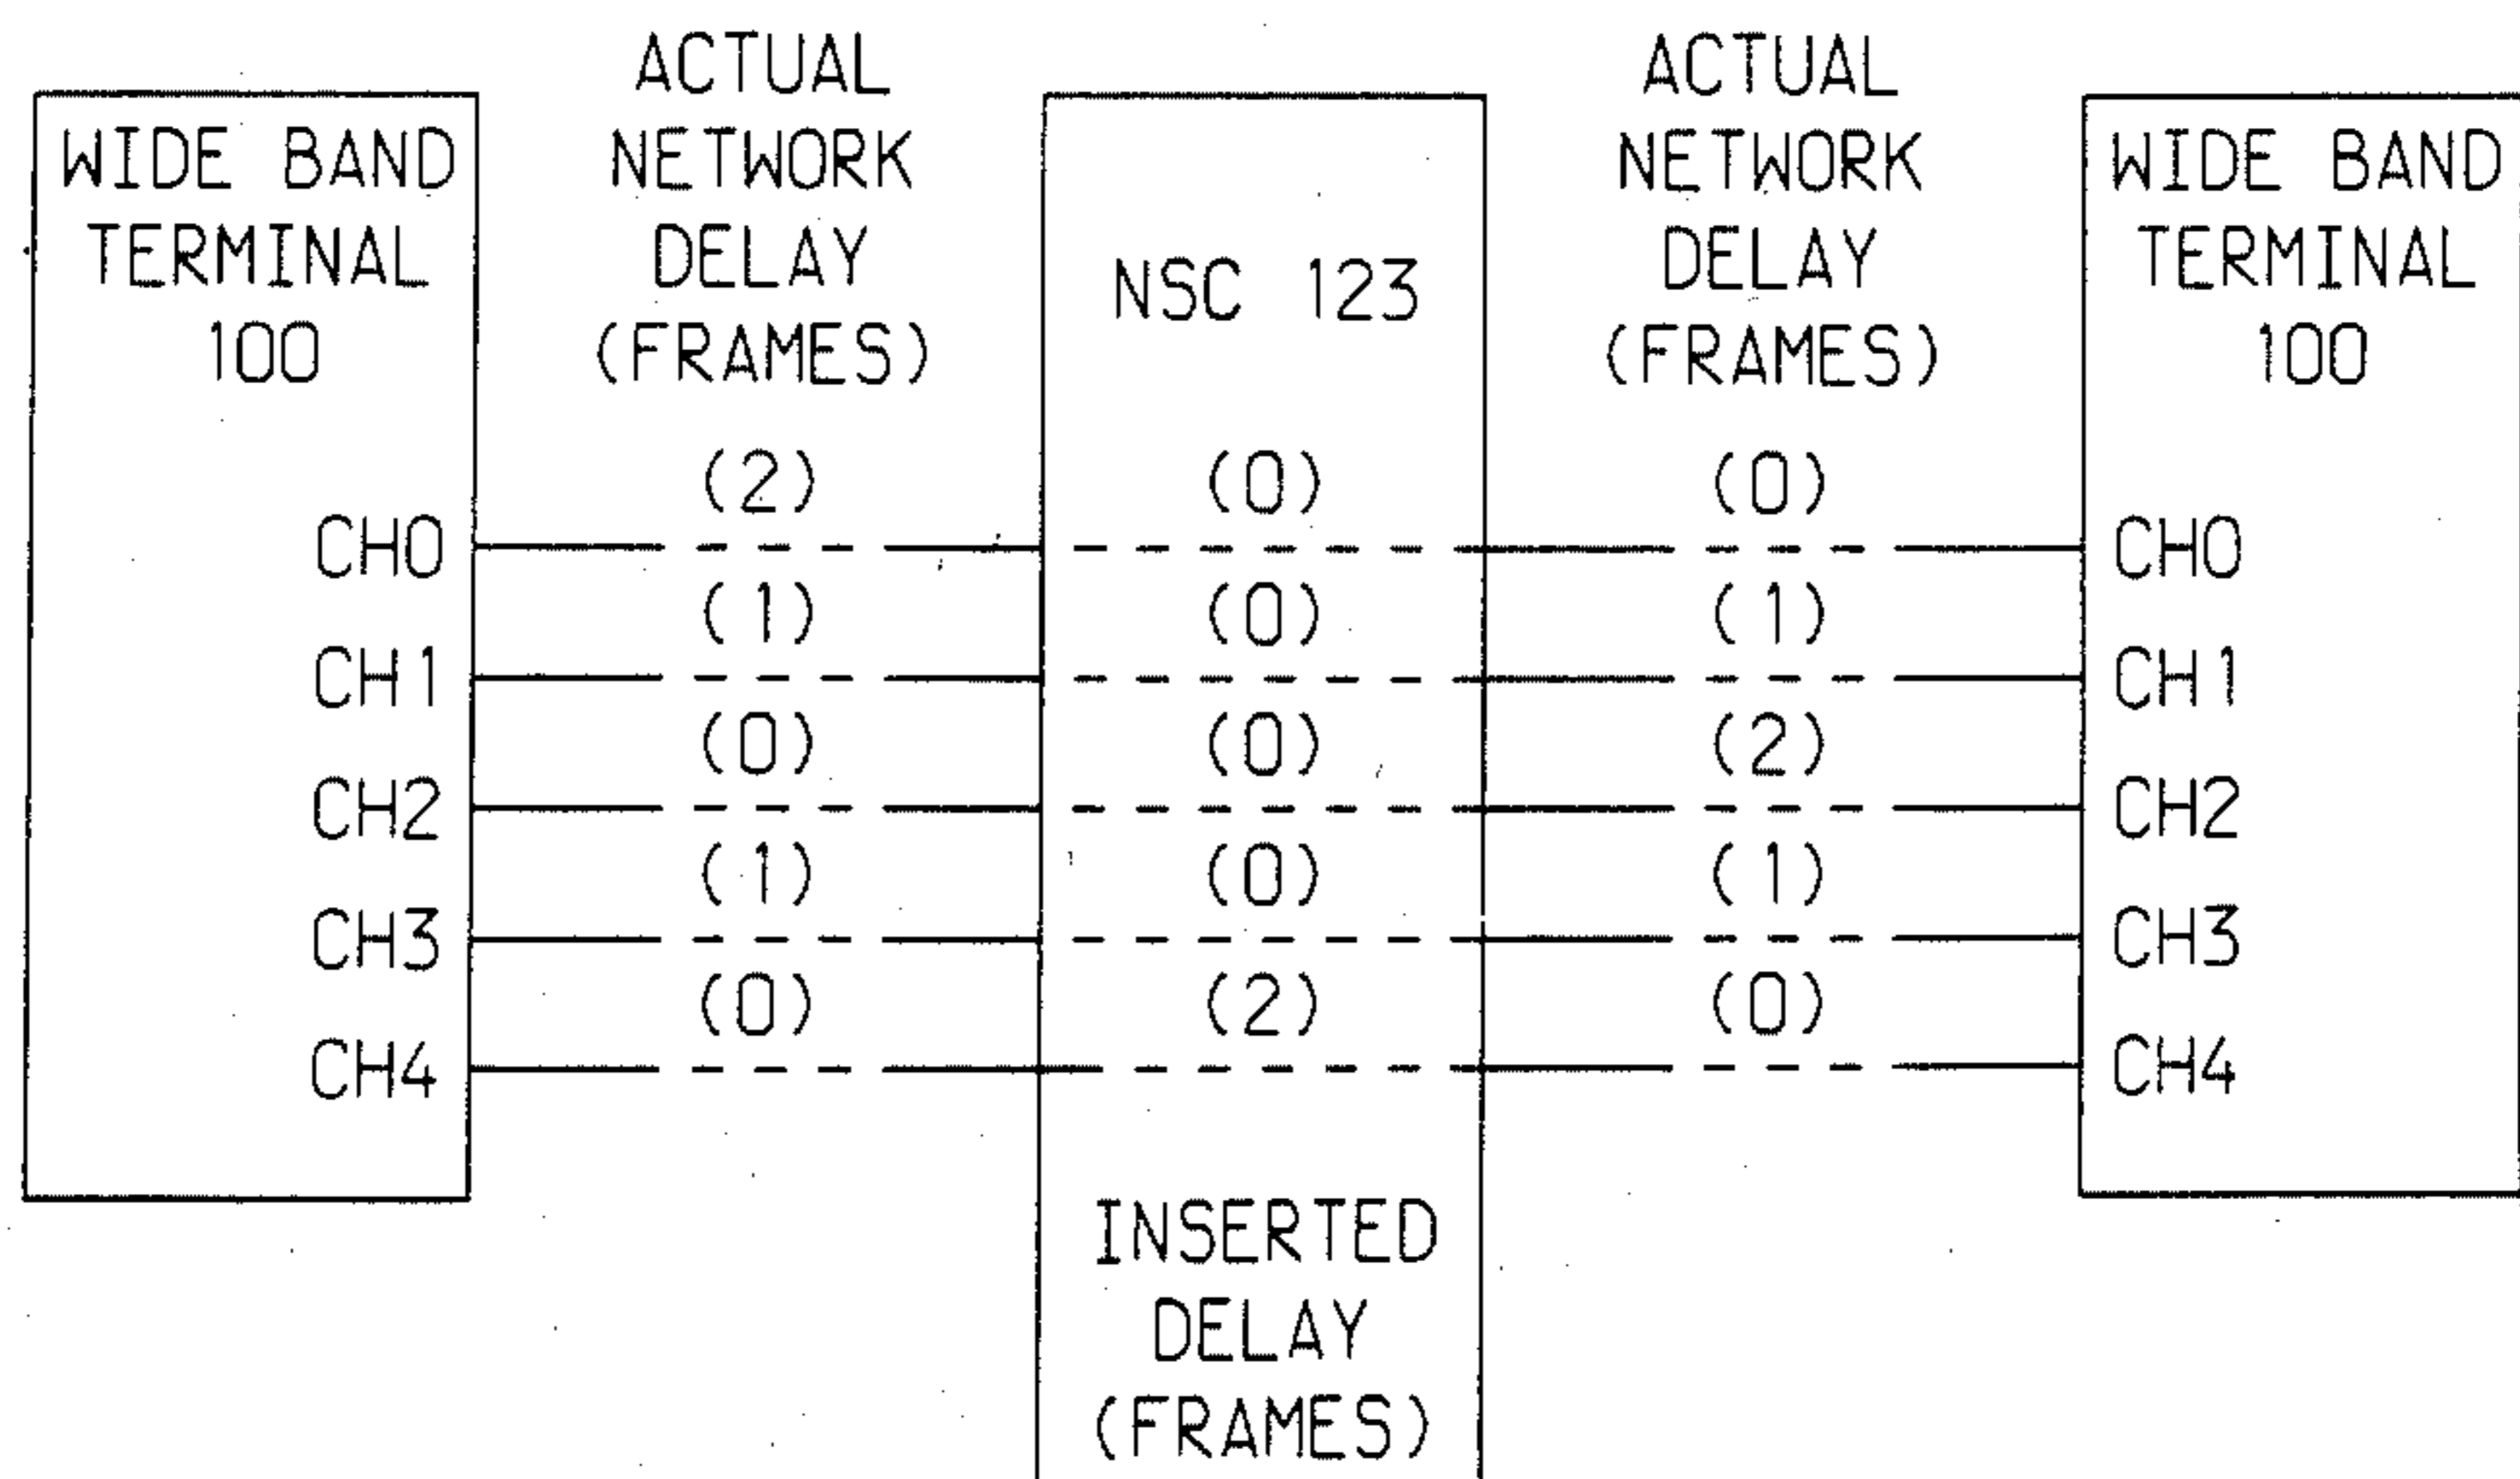 WIDE BAND
TERMINAL
100
ACTUAL
NETWORK
DELAY
(FRAMES)
NSC 123
ACTUAL
NETWORK
DELAY
(FRAMES)
WIDE BAND
TERMINAL
100
(2) (0) (0)
CH0 CH0
(1) (0) (1)
CH1 CH1
(0) (0) (2)
CH2 CH2
(1) (0) (1)
CH3 CH3
(0) (2) (0)
CH4 CH4
INSERTED
DELAY
(FRAMES)